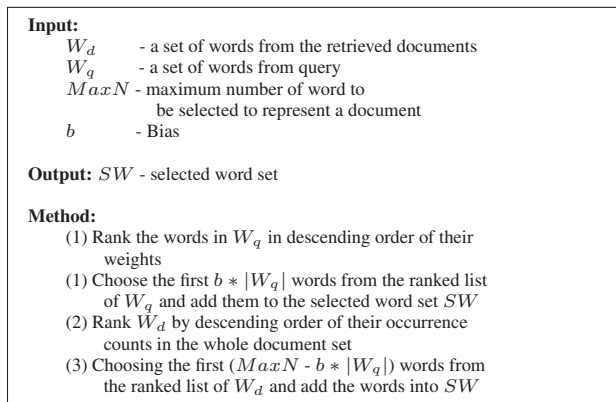 Input:
W_d - a set of words from the retrieved documents
W_q - a set of words from query
MaxN - maximum number of word to
be selected to represent a document
b - Bias
Output: SW - selected word set
Method:
(1) Rank the words in W_q in descending order of their
weights
(1) Choose the first b * |W_q| words from the ranked list
of W_q and add them to the selected word set SW
(2) Rank W_d by descending order of their occurrence
counts in the whole document set
(3) Choosing the first (MaxN - b * |W_q|) words from
the ranked list of W_d and add the words into SW